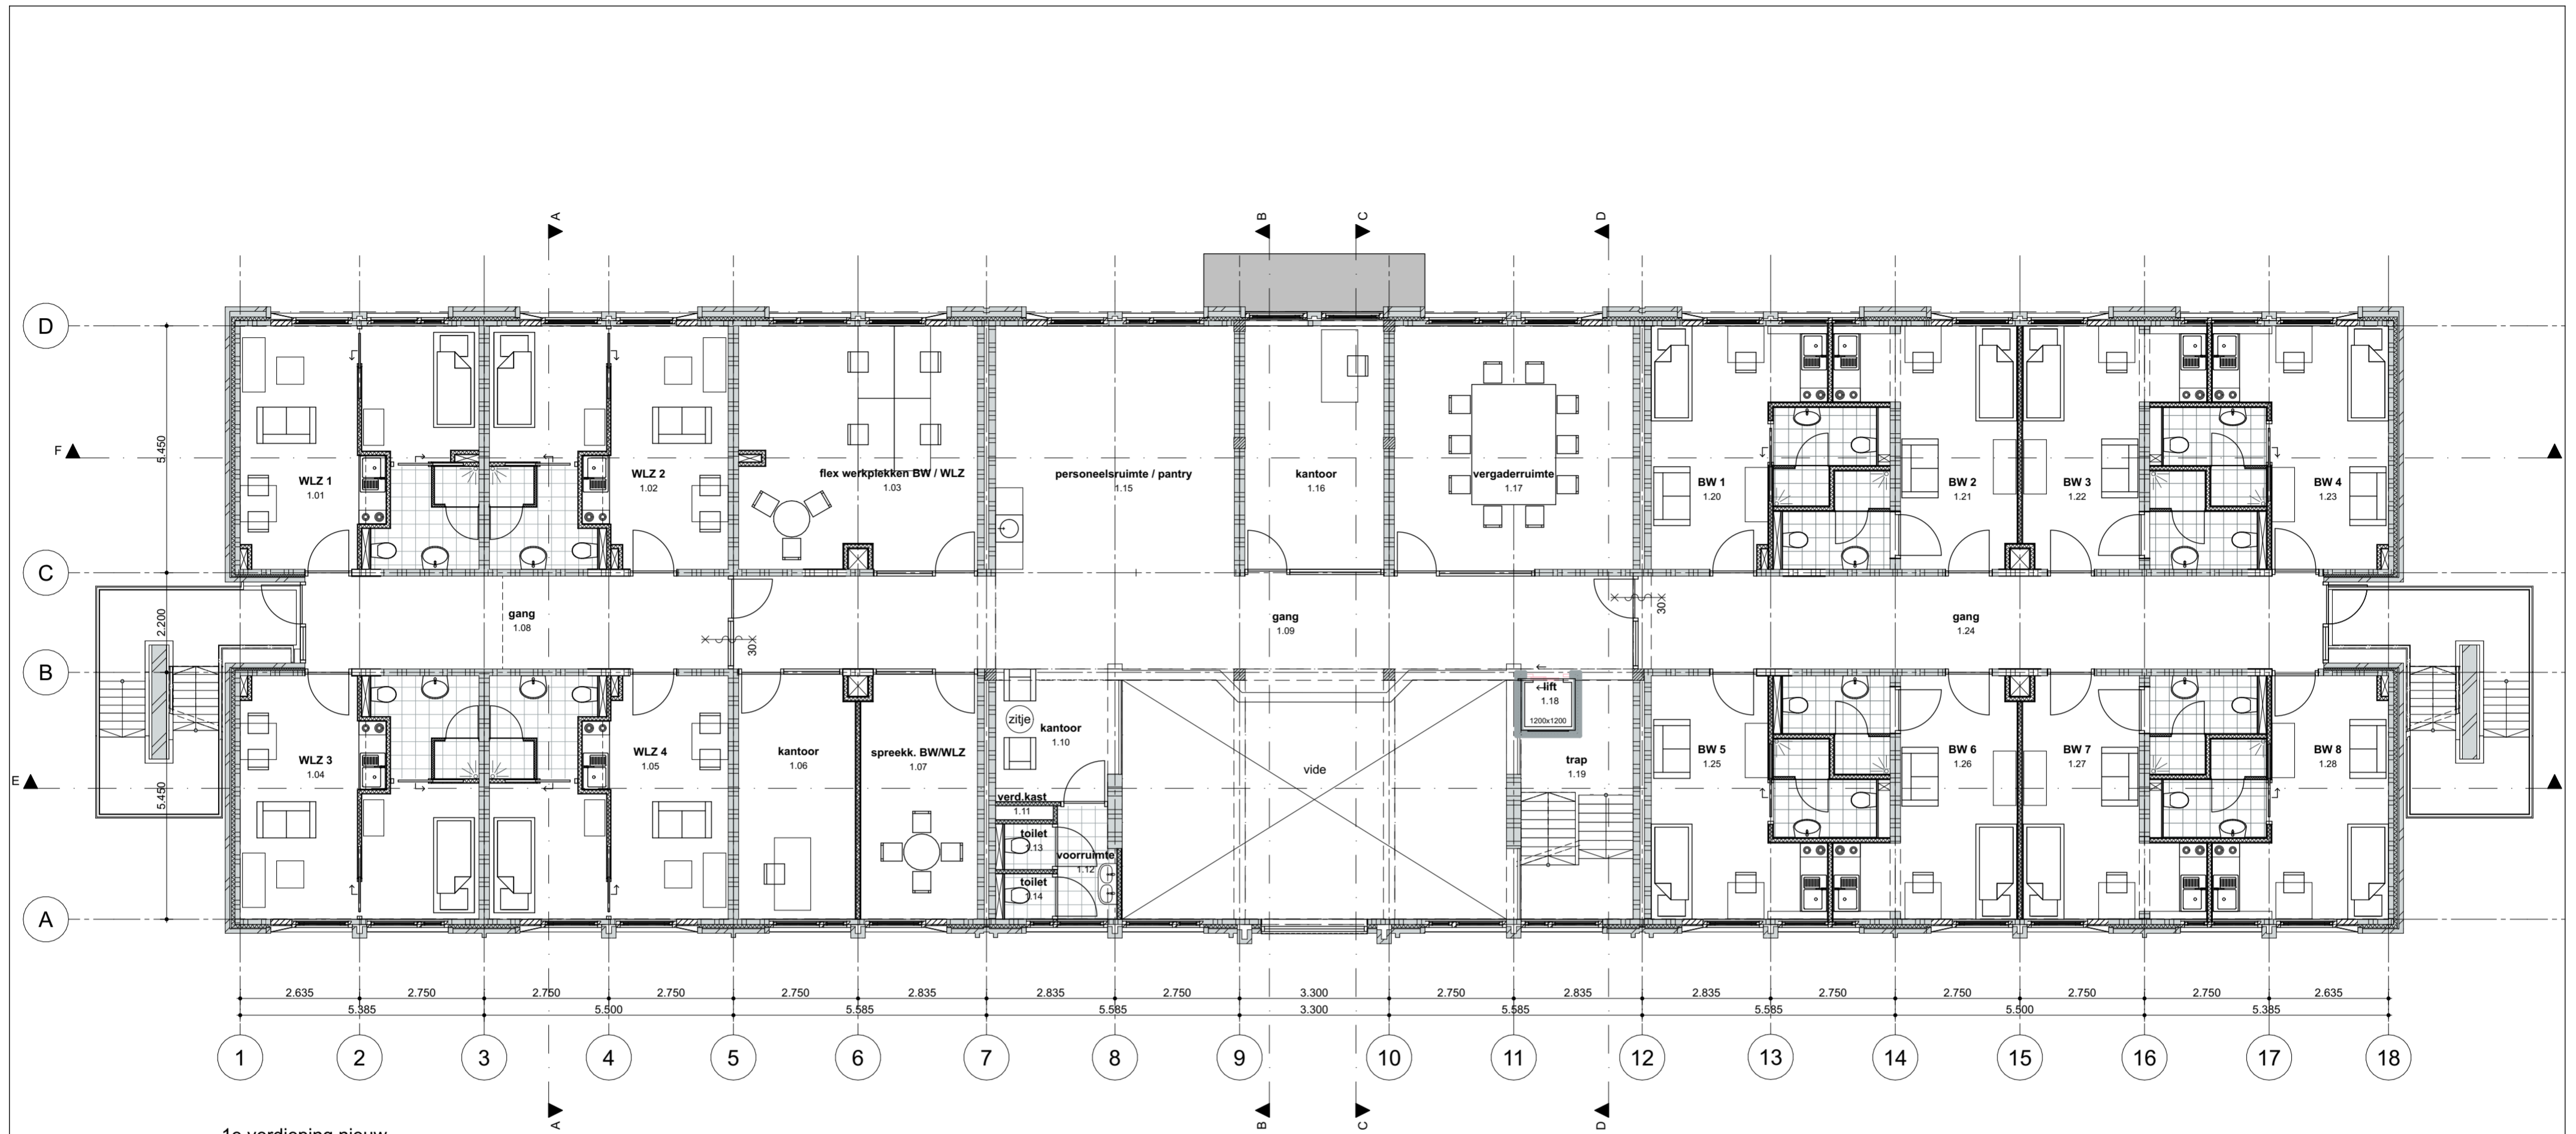 A
B
C
D
D
F
5.450
WLZ 1
1.01
WLZ 2
1.02
flex werkplekken BW / WLZ
1.03
personeelsruimte / pantry
1.15
kantoor
1.16
vergaderruimte
1.17
BW 1
1.20
BW 2
1.21
BW 3
1.22
BW 4
1.23
C
2.200
gang
1.08
30
gang
1.09
30
gang
1.24
B
WLZ 3
1.04
WLZ 4
1.05
kantoor
1.06
spreekk. BW/WLZ
1.07
zitje
kantoor
1.10
verd.kast
1.11
toilet
1.13
voorruimte
1.12
toilet
1.14
vide
lift
1.18
1200x1200
trap
1.19
BW 5
1.25
BW 6
1.26
BW 7
1.27
BW 8
1.28
E
5.450
A
2.635 2.750 2.750 2.750 2.750 2.835 2.835 2.750 3.300 2.750 2.835 2.835 2.750 2.750 2.750 2.750 2.635
5.385 5.500 5.585 5.585 3.300 5.585 5.585 5.500 5.385
1 2 3 4 5 6 7 8 9 10 11 12 13 14 15 16 17 18
A
B
C
D
1e verdieping nieuw